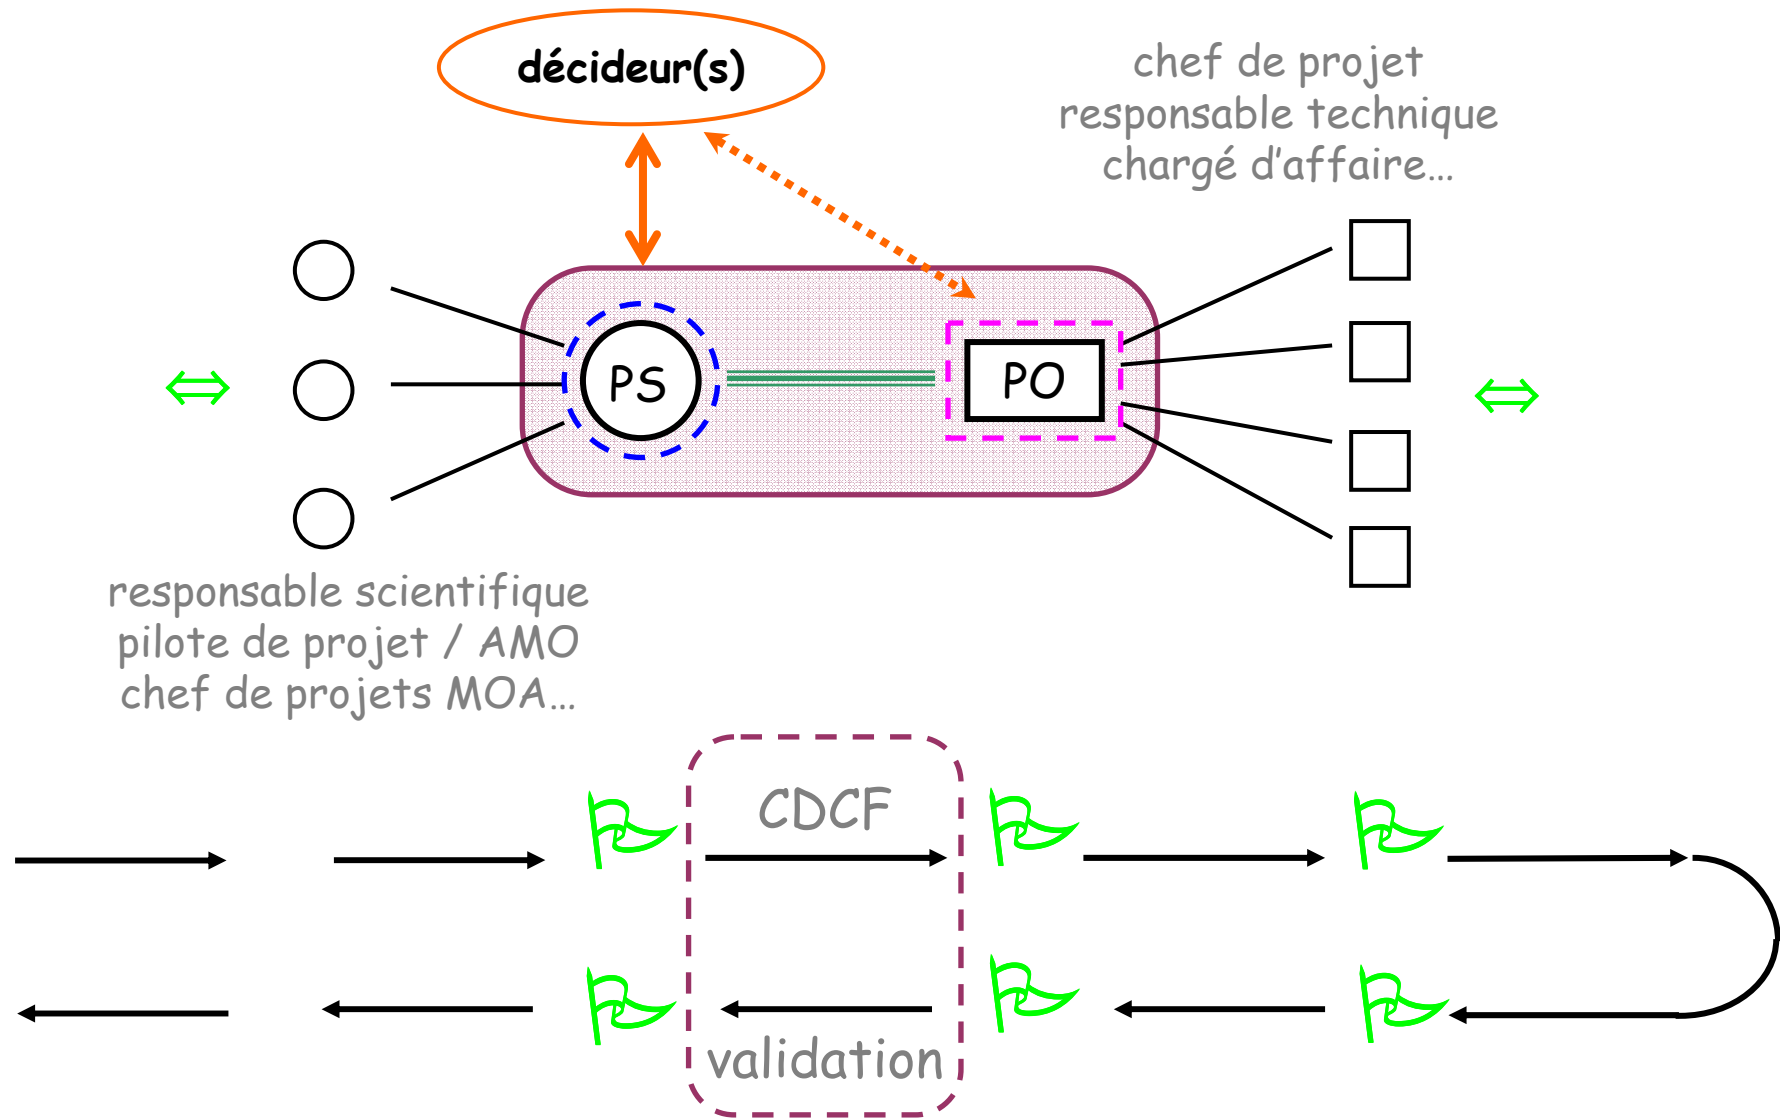 décideur(s)
chef de projet
responsable technique
chargé d'affaire...
PS
PO
responsable scientifique
pilote de projet / AMO
chef de projets MOA...
CDCF
validation